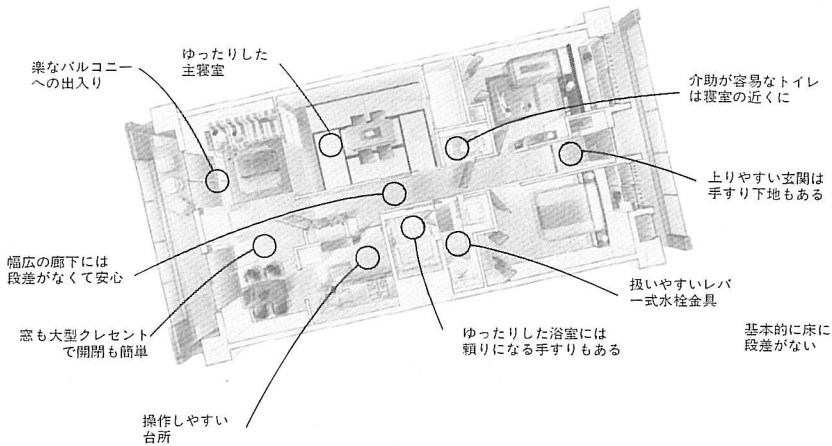 楽なバルコニー
への出入り
ゆったりした
主寝室
介助が容易なトイレ
は寝室の近くに
上りやすい玄関は
手すり下地もある
幅広の廊下には
段差がなくて安心
扱いやすいレバ
ー式水栓金具
窓も大型クレセント
で開閉も簡単
ゆったりした浴室には
頼りになる手すりもある
基本的に床に
段差がない
操作しやすい
台所